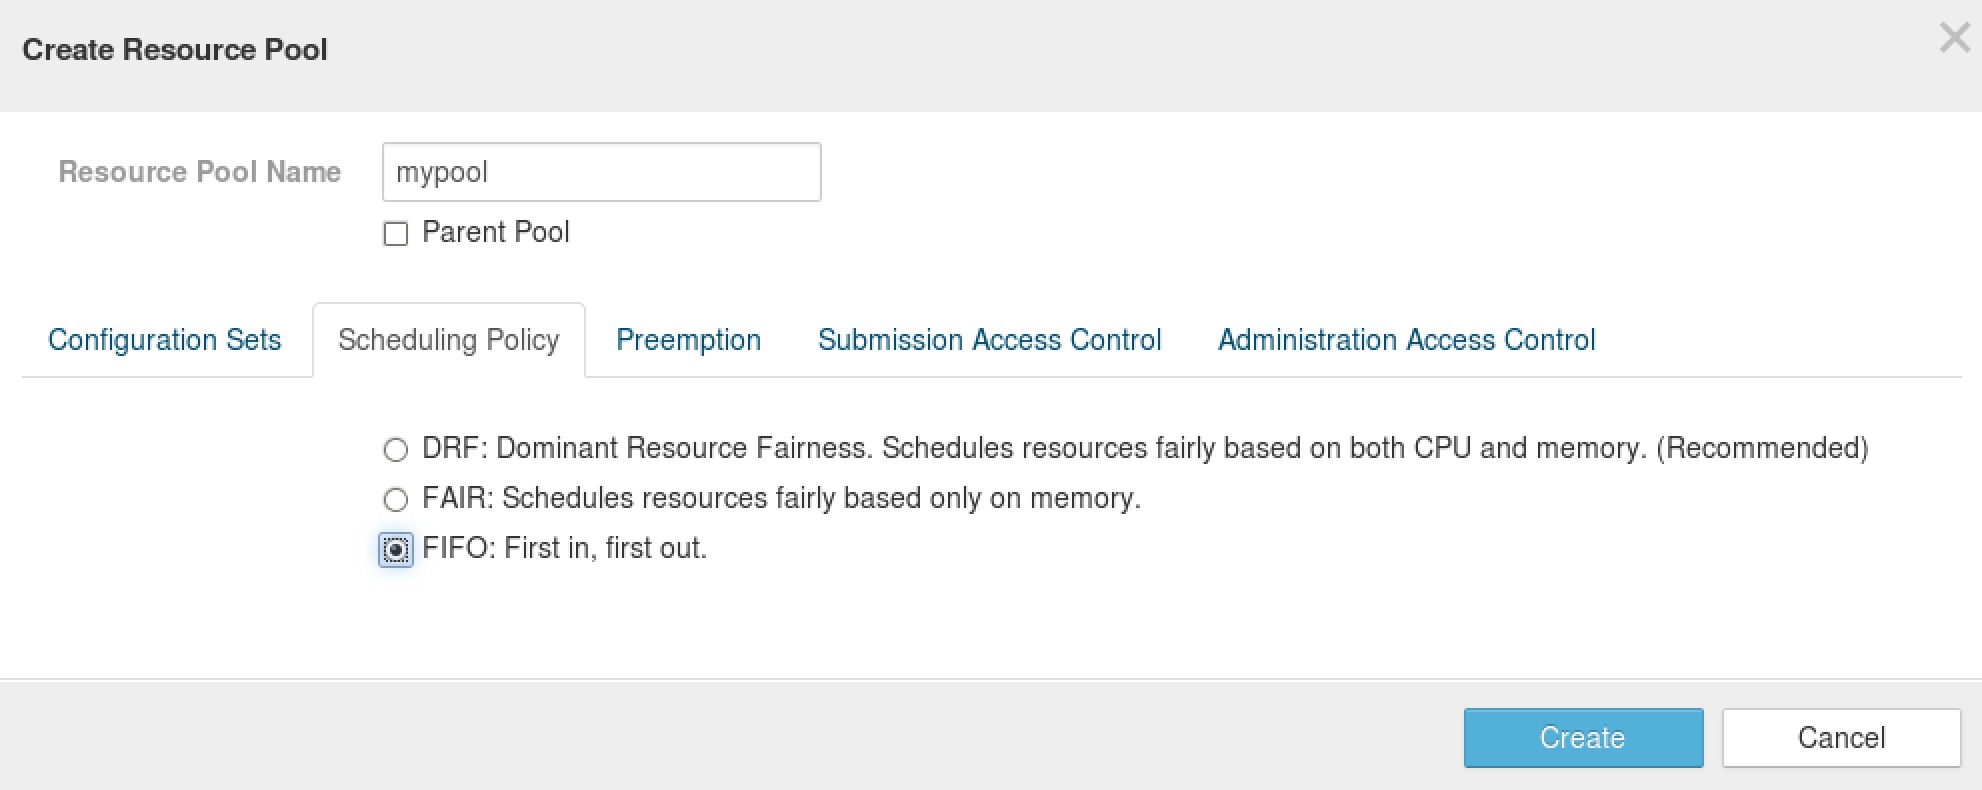 Create Resource Pool
Resource Pool Name
mypool
Parent Pool
Configuration Sets
Scheduling Policy
Preemption
Submission Access Control
Administration Access Control
DRF: Dominant Resource Fairness. Schedules resources fairly based on both CPU and memory. (Recommended)
FAIR: Schedules resources fairly based only on memory.
FIFO: First in, first out.
Create
Cancel